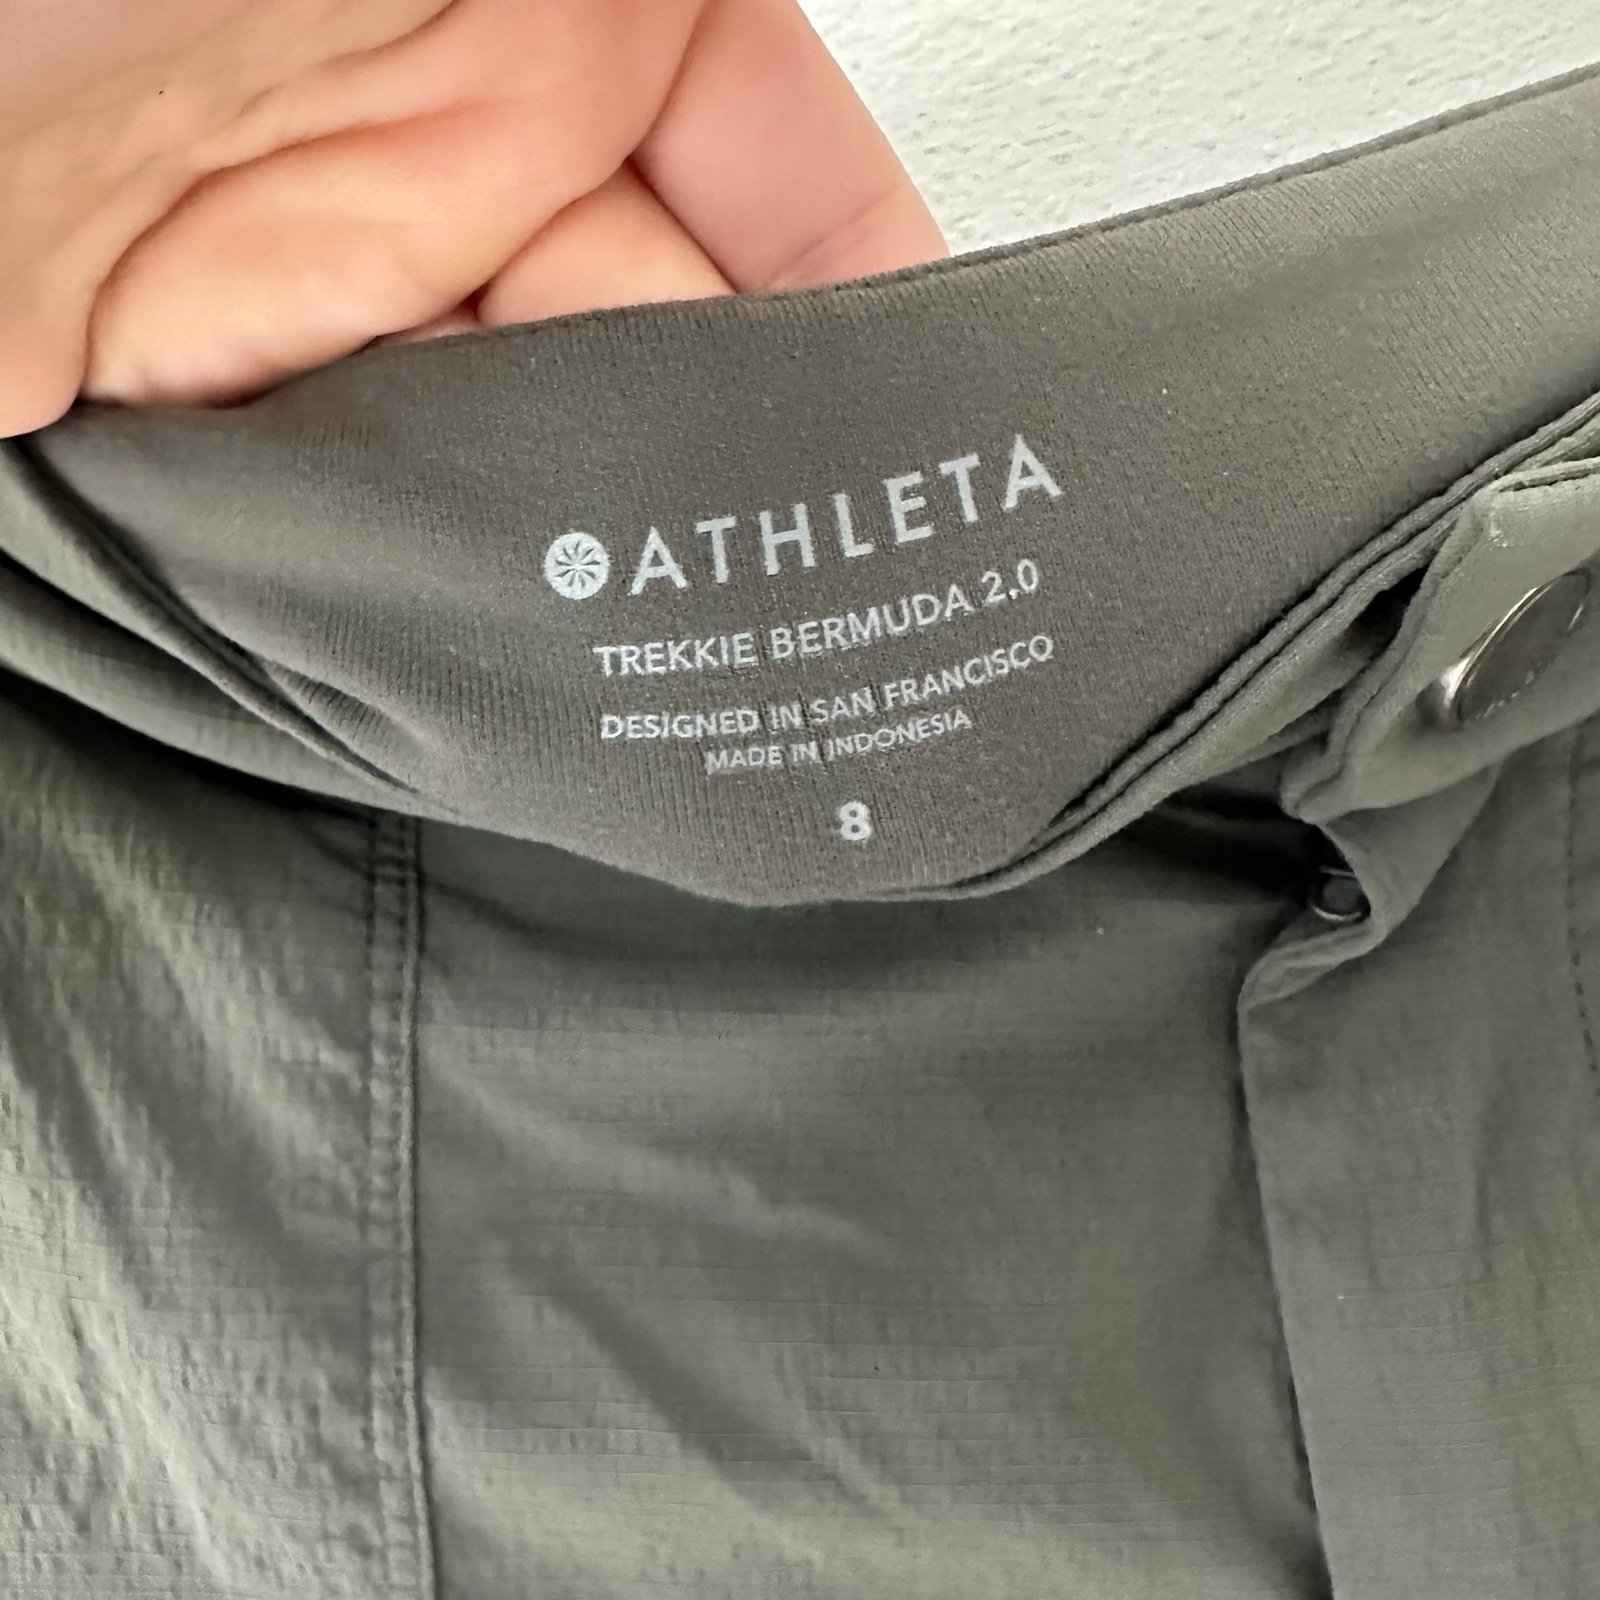 ATHLETA
TREKKIE BERMUDA 2.0
DESIGNED IN SAN FRANCISCO
MADE IN INDONESIA
8